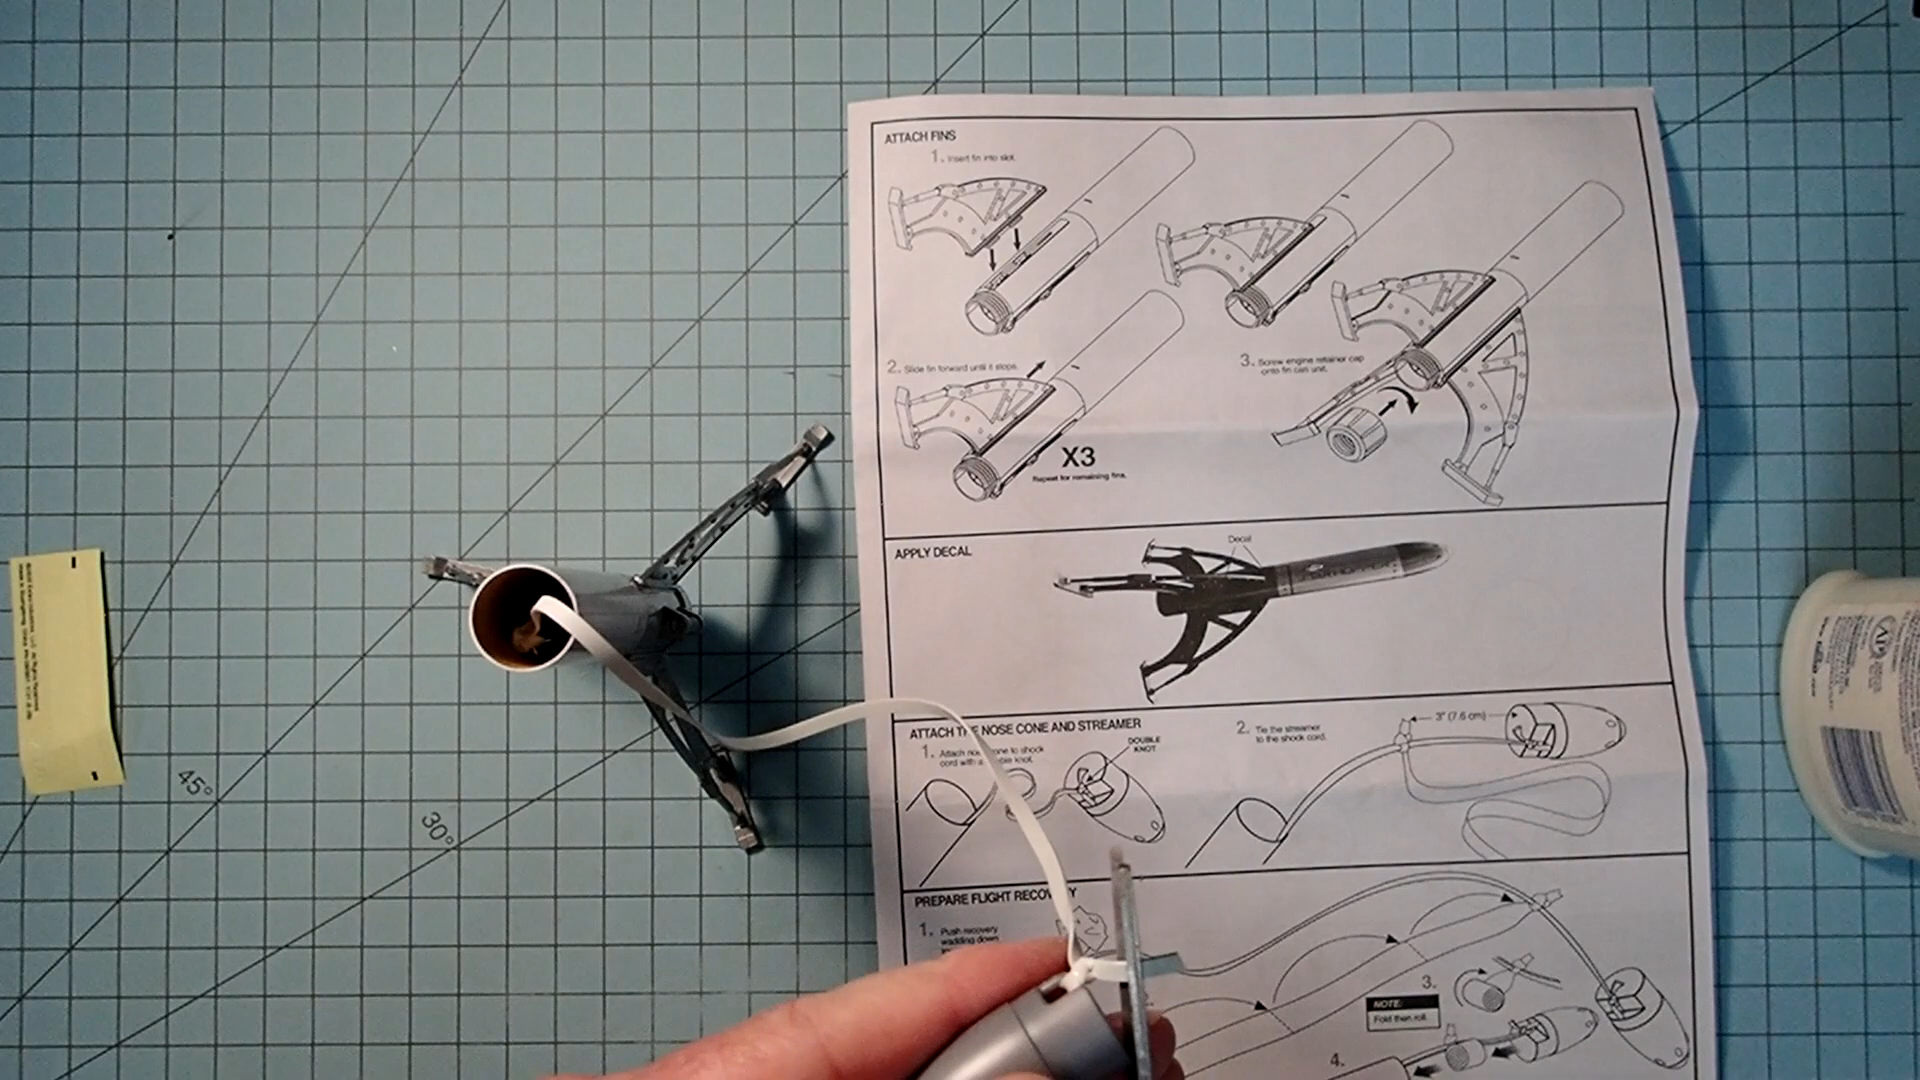 ATTACH FINS
1. Insert fin into slot.
2. Slide fin forward until it stops.
X3
Repeat for remaining fins.
3. Screw engine retainer cap
onto fin can unit.
APPLY DECAL
Decal
ATTACH THE NOSE CONE AND STREAMER
1. Attach nose cone to shock
cord with a double knot.
DOUBLE
KNOT
2. Tie the streamer
to the shock cord.
3" (7.6 cm)
PREPARE FLIGHT RECOVERY
1. Push recovery
wadding down
3.
NOTE:
Fold then roll.
4.
45°
30°